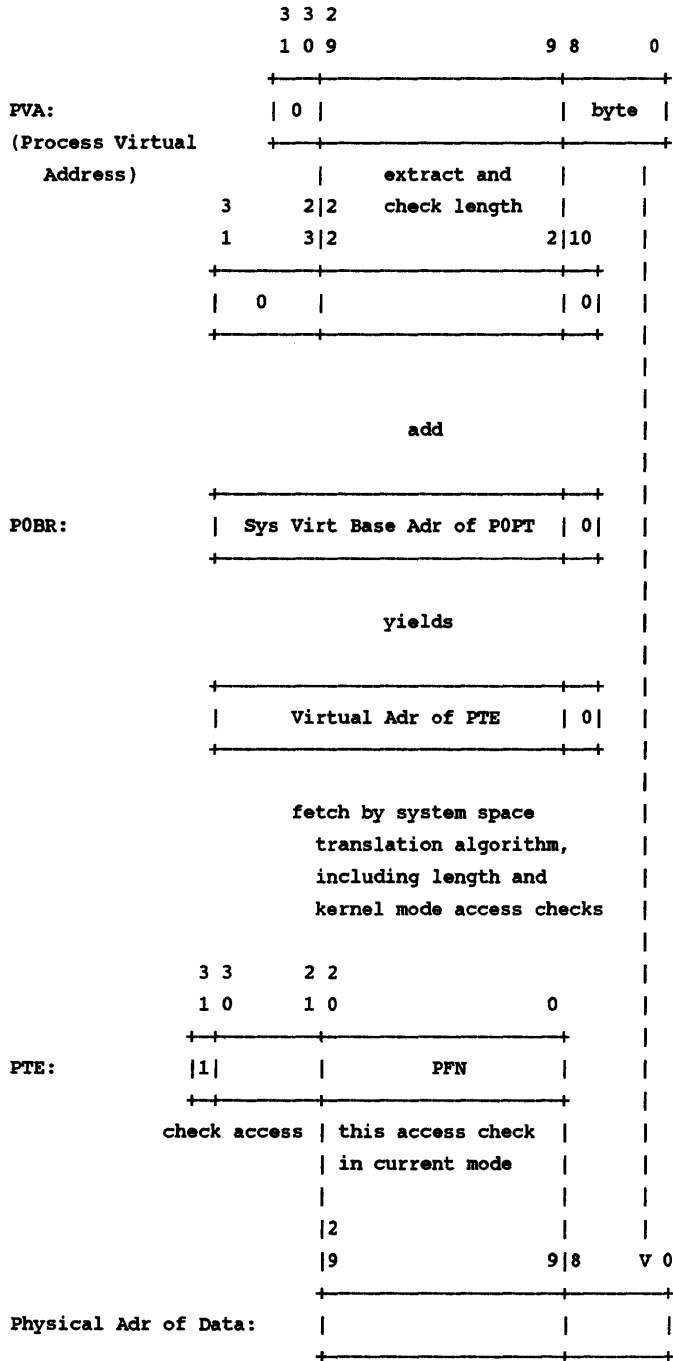 3 3 2
1 0 9 9 8 0
PVA: | 0 | | byte |
(Process Virtual
Address) | extract and |
3 2|2 check length |
1 3|2 2|10
| 0 | | 0|
add
P0BR: | Sys Virt Base Adr of P0PT | 0|
yields
| Virtual Adr of PTE | 0|
fetch by system space
translation algorithm,
including length and
kernel mode access checks
3 3 2 2
1 0 1 0 0
PTE: |1| | PFN |
check access | this access check |
| in current mode |
|2
|9 9|8 V 0
Physical Adr of Data: | | |